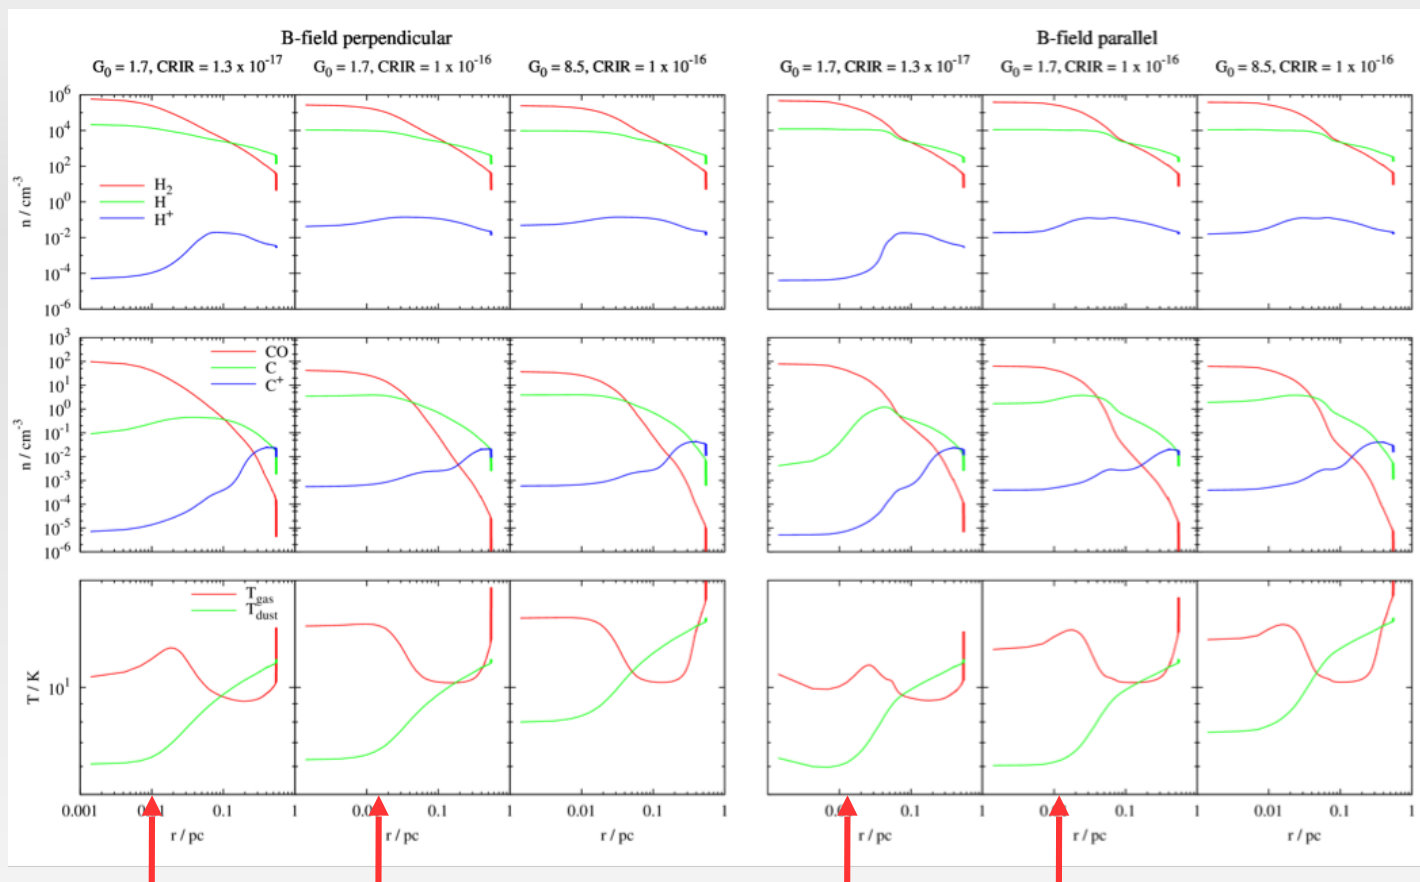 B-field perpendicular
B-field parallel
G₀ = 1.7, CRIR = 1.3 x 10⁻¹⁷
G₀ = 1.7, CRIR = 1 x 10⁻¹⁶
G₀ = 8.5, CRIR = 1 x 10⁻¹⁶
G₀ = 1.7, CRIR = 1.3 x 10⁻¹⁷
G₀ = 1.7, CRIR = 1 x 10⁻¹⁶
G₀ = 8.5, CRIR = 1 x 10⁻¹⁶
n / cm⁻³
10⁶
10⁴
10²
10⁰
10⁻²
10⁻⁴
10⁻⁶
H₂
H
H⁺
n / cm⁻³
10³
10²
10¹
10⁰
10⁻¹
10⁻²
10⁻³
10⁻⁴
10⁻⁵
10⁻⁶
CO
C
C⁺
T / K
10¹
T_gas
T_dust
0.001 0.1 1 0.1 1 0.01 0.1 1
0.1 1 0.1 1 0.01 0.1 1
r / pc r / pc r / pc r / pc r / pc r / pc